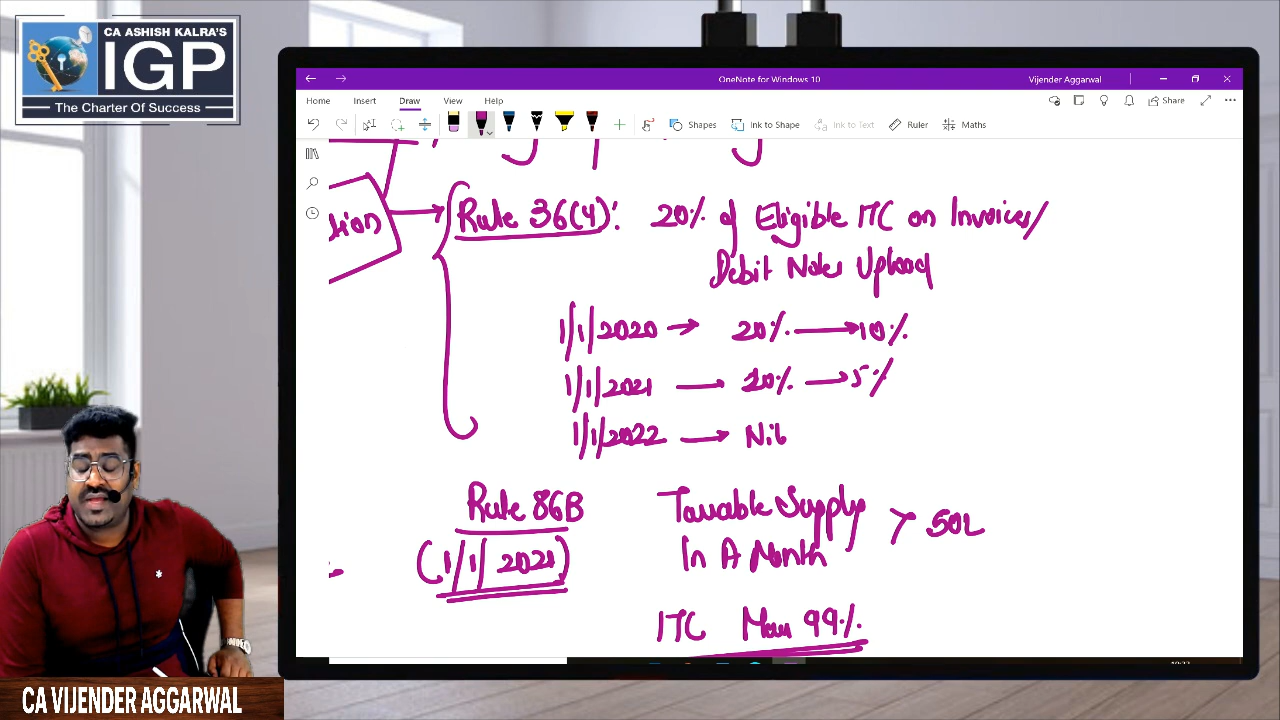 CA ASHISH KALRA'S
IGP
The Charter Of Success
OneNote for Windows 10
Vijender Aggarwal
Home Insert Draw View Help
Share
Shapes Ink to Shape Ink to Text Ruler Maths
tion
Rule 36(4): 20% of Eligible ITC on Invoices/
Debit Notes Upload
1/1/2020 → 20% → 10%
1/1/2021 → 10% → 5%
1/1/2022 → Nil
Rule 86B Taxable Supply > 50L
(1/1/2021) In A Month
ITC Max 99%
CA VIJENDER AGGARWAL